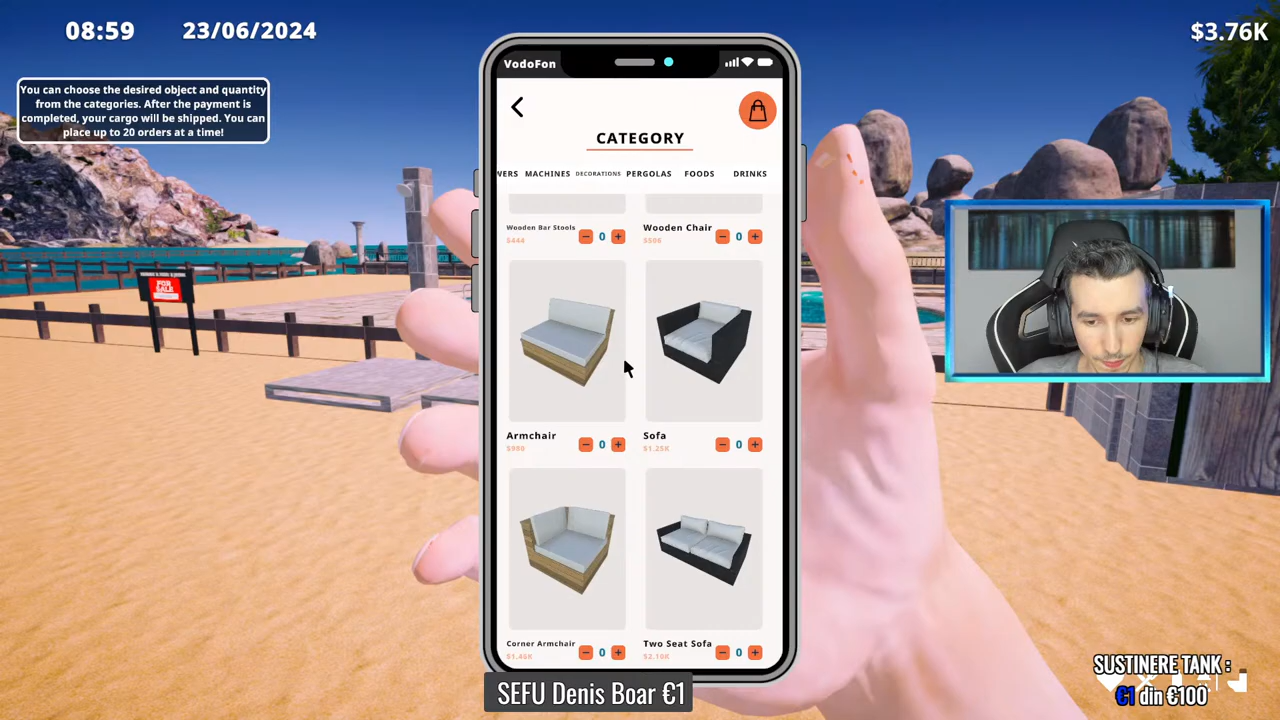 08:59 23/06/2024
$3.76K
You can choose the desired object and quantity
from the categories. After the payment is
completed, your cargo will be shipped. You can
place up to 20 orders at a time!
FOR
SALE
VodoFon
CATEGORY
WERS MACHINES DECORATIONS PERGOLAS FOODS DRINKS
Wooden Bar Stools - 0 + Wooden Chair - 0 +
$444 $506
Armchair - 0 + Sofa - 0 +
$1.25K
Corner Armchair - 0 + Two Seat Sofa - 0 +
$1.46K $2.10K
SEFU Denis Boar €1
SUSTINERE TANK :
€1 din €100